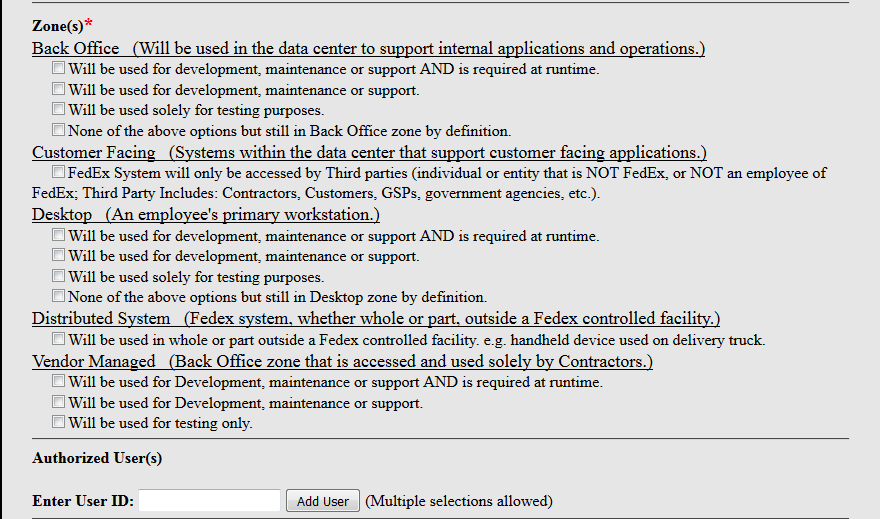 Zone(s)*
Back Office (Will be used in the data center to support internal applications and operations.)
Will be used for development, maintenance or support AND is required at runtime.
Will be used for development, maintenance or support.
Will be used solely for testing purposes.
None of the above options but still in Back Office zone by definition.
Customer Facing (Systems within the data center that support customer facing applications.)
FedEx System will only be accessed by Third parties (individual or entity that is NOT FedEx, or NOT an employee of
FedEx; Third Party Includes: Contractors, Customers, GSPs, government agencies, etc.).
Desktop (An employee's primary workstation.)
Will be used for development, maintenance or support AND is required at runtime.
Will be used for development, maintenance or support.
Will be used solely for testing purposes.
None of the above options but still in Desktop zone by definition.
Distributed System (Fedex system, whether whole or part, outside a Fedex controlled facility.)
Will be used in whole or part outside a Fedex controlled facility. e.g. handheld device used on delivery truck.
Vendor Managed (Back Office zone that is accessed and used solely by Contractors.)
Will be used for Development, maintenance or support AND is required at runtime.
Will be used for Development, maintenance or support.
Will be used for testing only.
Authorized User(s)
Enter User ID: Add User (Multiple selections allowed)